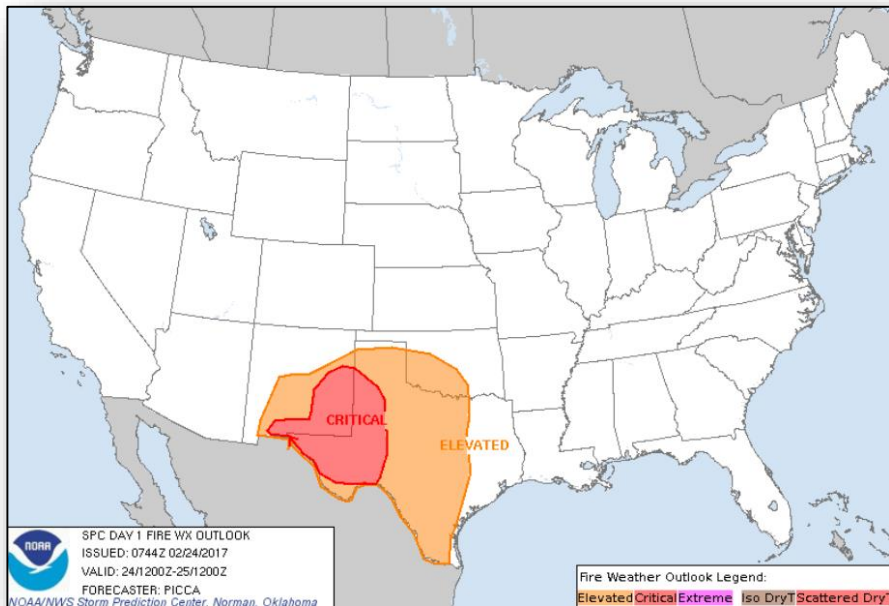 CRITICAL
ELEVATED
NOAA
SPC DAY 1 FIRE WX OUTLOOK
ISSUED: 0744Z 02/24/2017
VALID: 24/1200Z-25/1200Z
FORECASTER: PICCA
NOAA/NWS Storm Prediction Center, Norman, Oklahoma
Fire Weather Outlook Legend:
Elevated Critical Extreme Iso DryT Scattered DryT